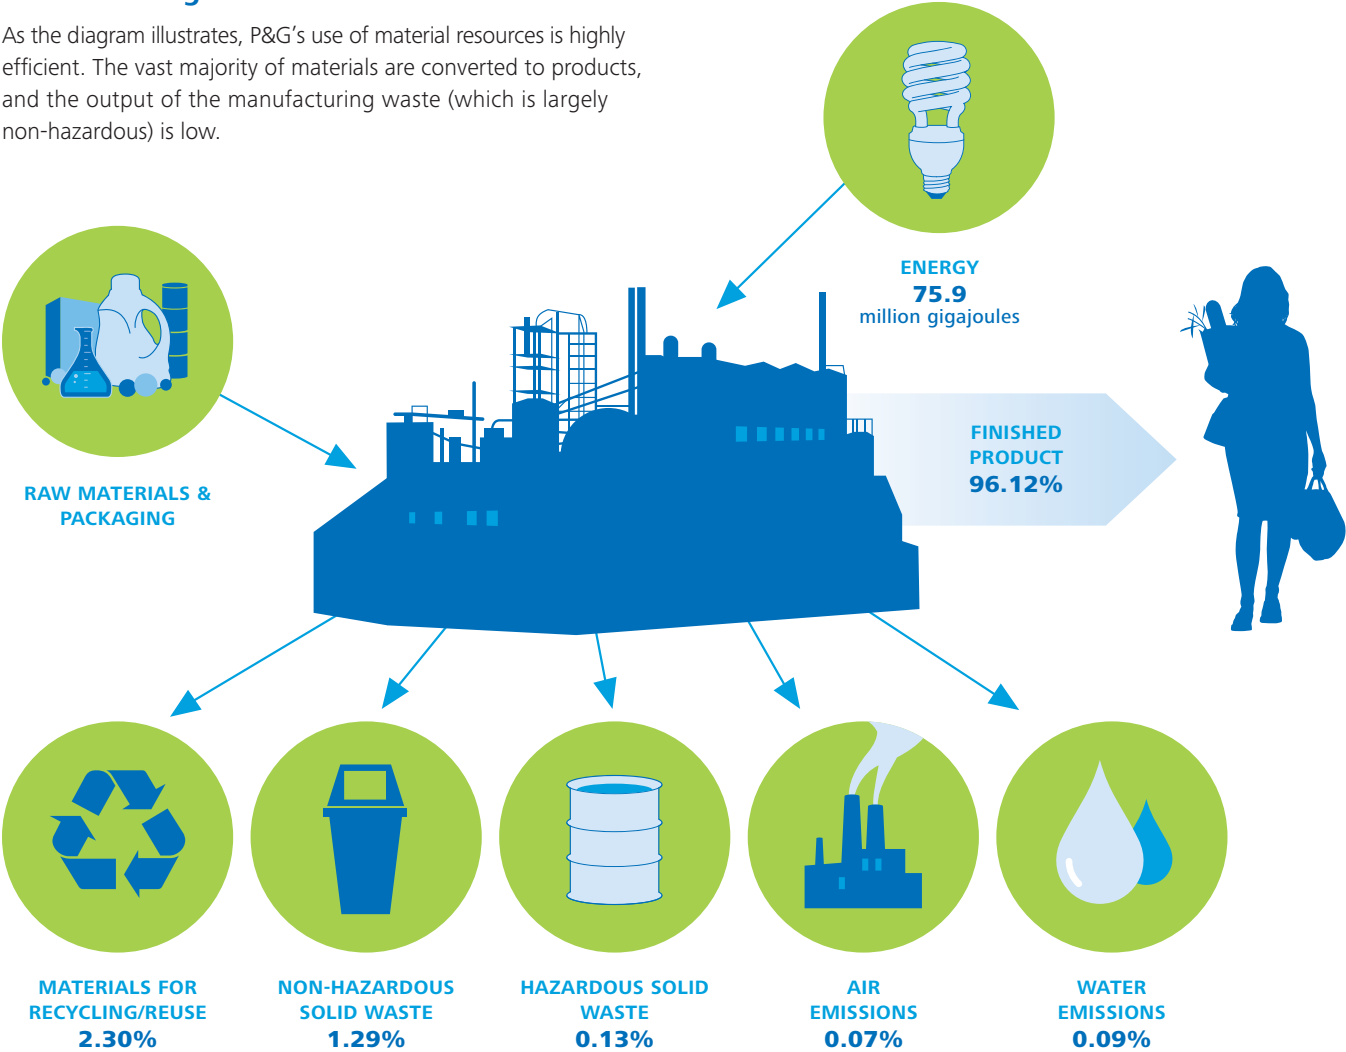 As the diagram illustrates, P&G's use of material resources is highly
efficient. The vast majority of materials are converted to products,
and the output of the manufacturing waste (which is largely
non-hazardous) is low.
ENERGY
75.9
million gigajoules
RAW MATERIALS &
PACKAGING
FINISHED
PRODUCT
96.12%
MATERIALS FOR
RECYCLING/REUSE
2.30%
NON-HAZARDOUS
SOLID WASTE
1.29%
HAZARDOUS SOLID
WASTE
0.13%
AIR
EMISSIONS
0.07%
WATER
EMISSIONS
0.09%